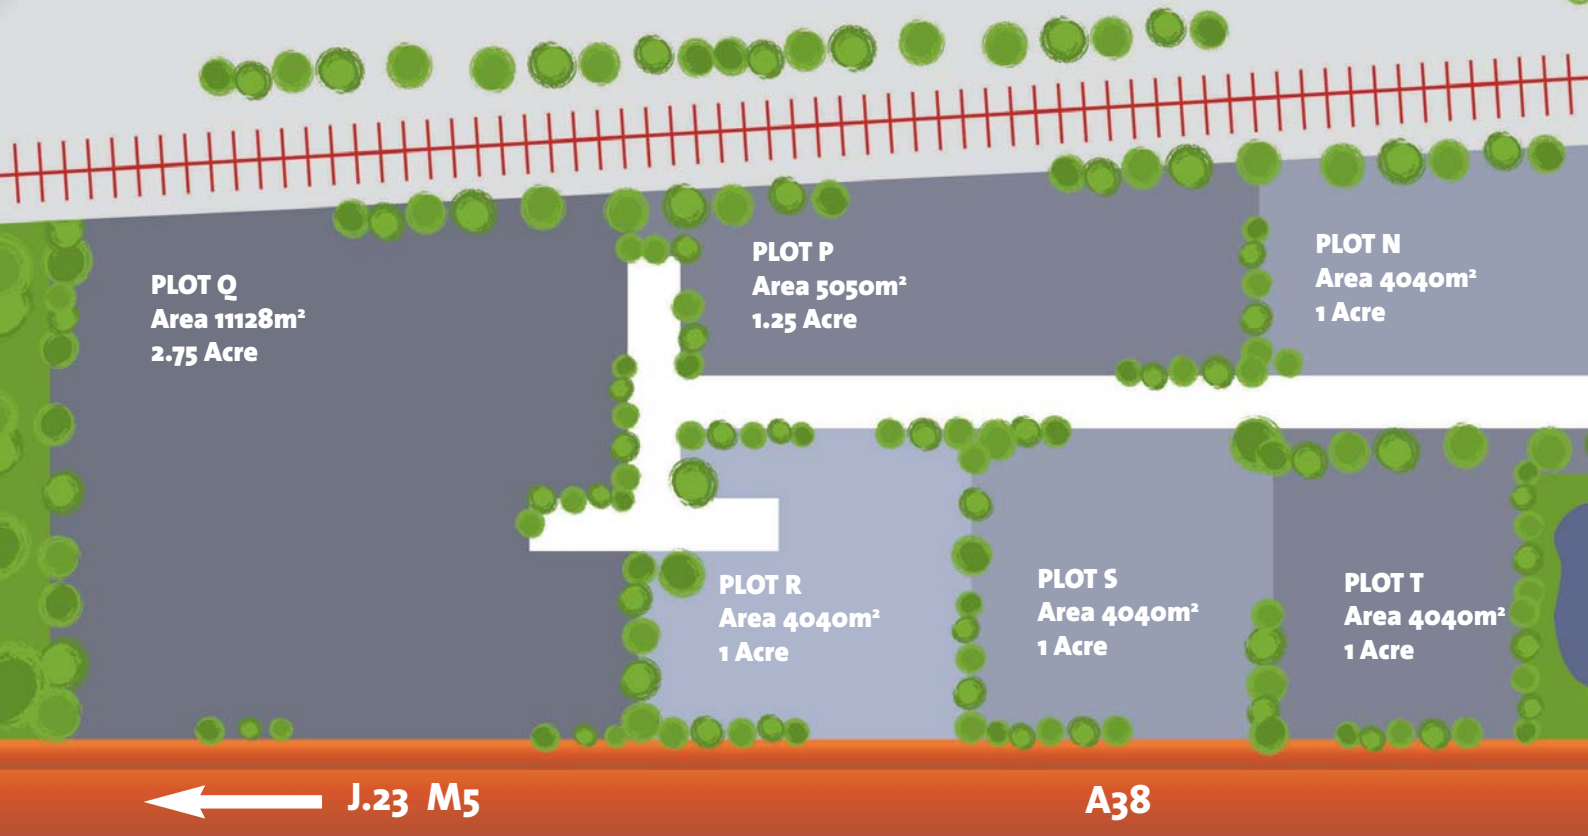 PLOT Q
Area 11128m²
2.75 Acre
PLOT P
Area 5050m²
1.25 Acre
PLOT N
Area 4040m²
1 Acre
PLOT R
Area 4040m²
1 Acre
PLOT S
Area 4040m²
1 Acre
PLOT T
Area 4040m²
1 Acre
J.23 M5
A38